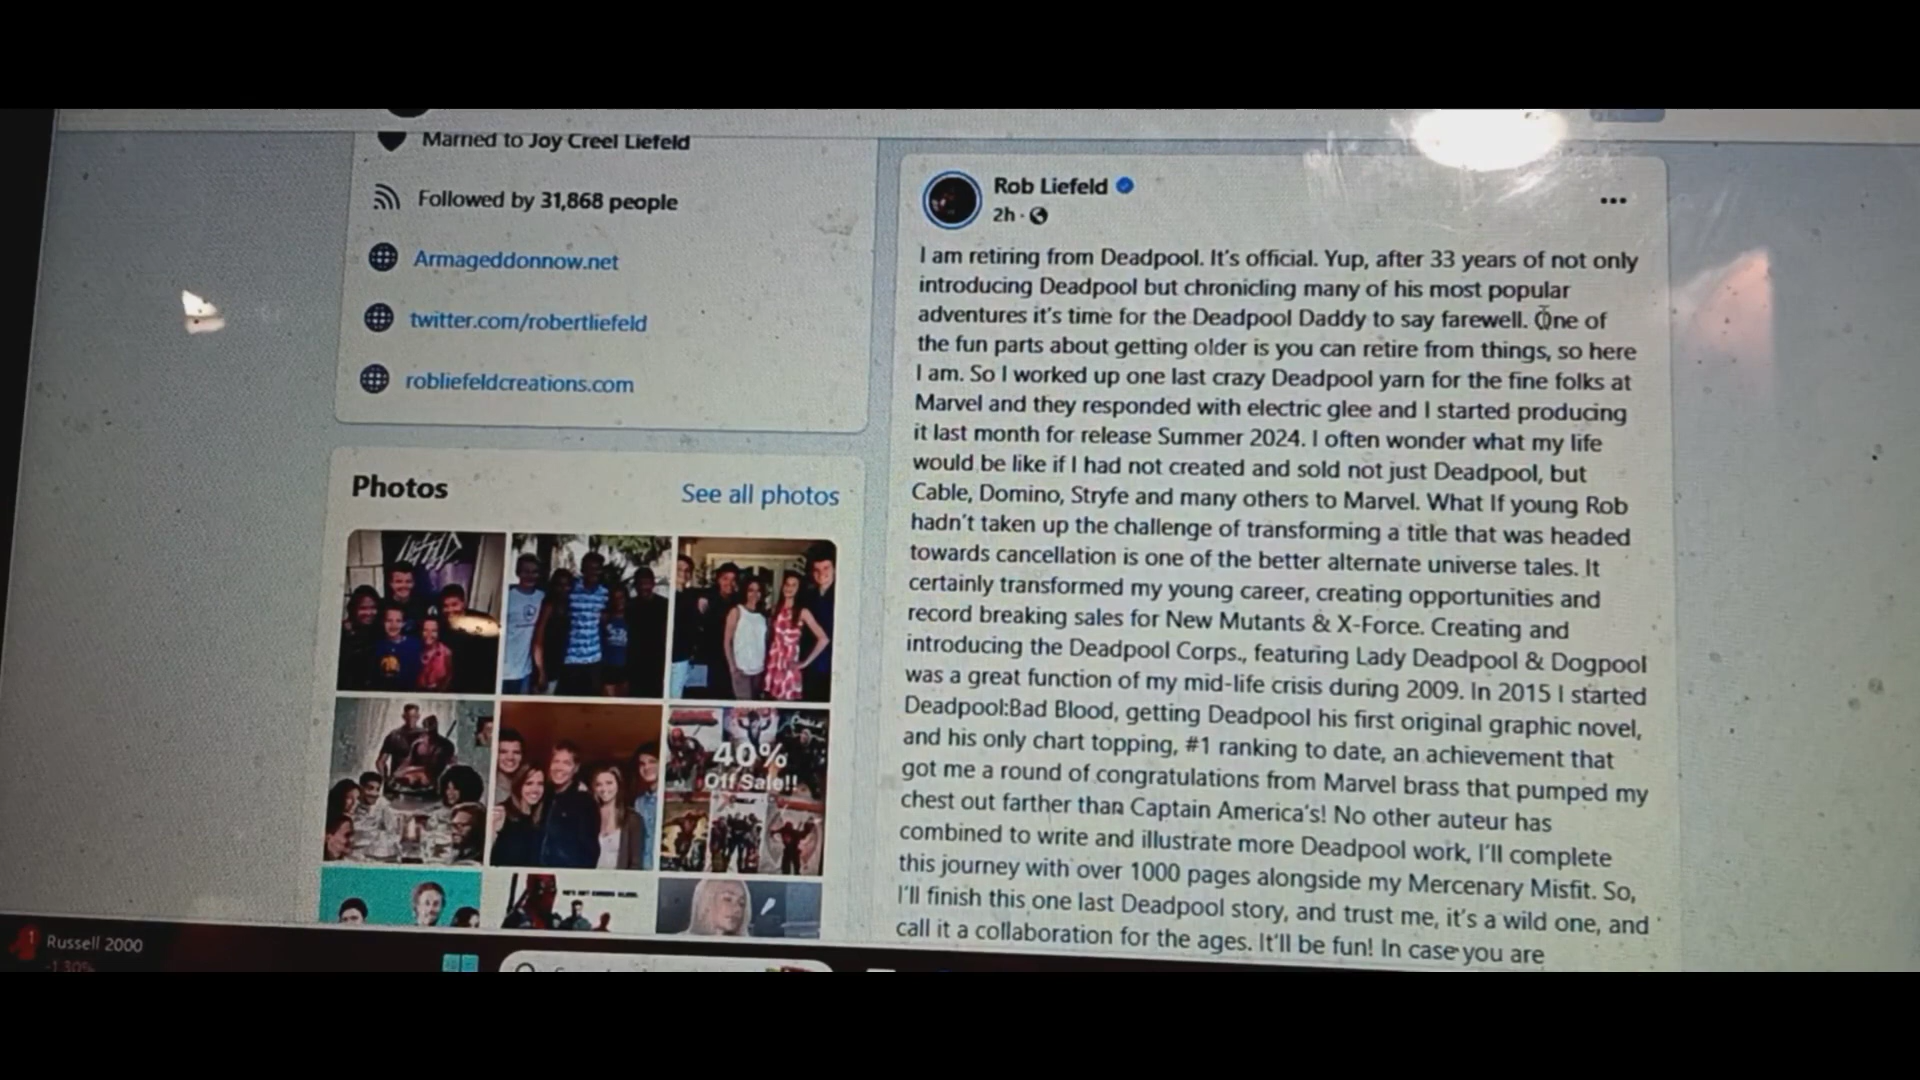 Married to Joy Creel Liefeld
Followed by 31,868 people
Armageddonnow.net
twitter.com/robertliefeld
robliefeldcreations.com
Photos
See all photos
40%
Off Sale!!
Rob Liefeld
2h ·
I am retiring from Deadpool. It's official. Yup, after 33 years of not only
introducing Deadpool but chronicling many of his most popular
adventures it's time for the Deadpool Daddy to say farewell. One of
the fun parts about getting older is you can retire from things, so here
I am. So I worked up one last crazy Deadpool yarn for the fine folks at
Marvel and they responded with electric glee and I started producing
it last month for release Summer 2024. I often wonder what my life
would be like if I had not created and sold not just Deadpool, but
Cable, Domino, Stryfe and many others to Marvel. What If young Rob
hadn't taken up the challenge of transforming a title that was headed
towards cancellation is one of the better alternate universe tales. It
certainly transformed my young career, creating opportunities and
record breaking sales for New Mutants & X-Force. Creating and
introducing the Deadpool Corps., featuring Lady Deadpool & Dogpool
was a great function of my mid-life crisis during 2009. In 2015 I started
Deadpool:Bad Blood, getting Deadpool his first original graphic novel,
and his only chart topping, #1 ranking to date, an achievement that
got me a round of congratulations from Marvel brass that pumped my
chest out farther than Captain America's! No other auteur has
combined to write and illustrate more Deadpool work, I'll complete
this journey with over 1000 pages alongside my Mercenary Misfit. So,
I'll finish this one last Deadpool story, and trust me, it's a wild one, and
call it a collaboration for the ages. It'll be fun! In case you are
1
Russell 2000
-1.30%